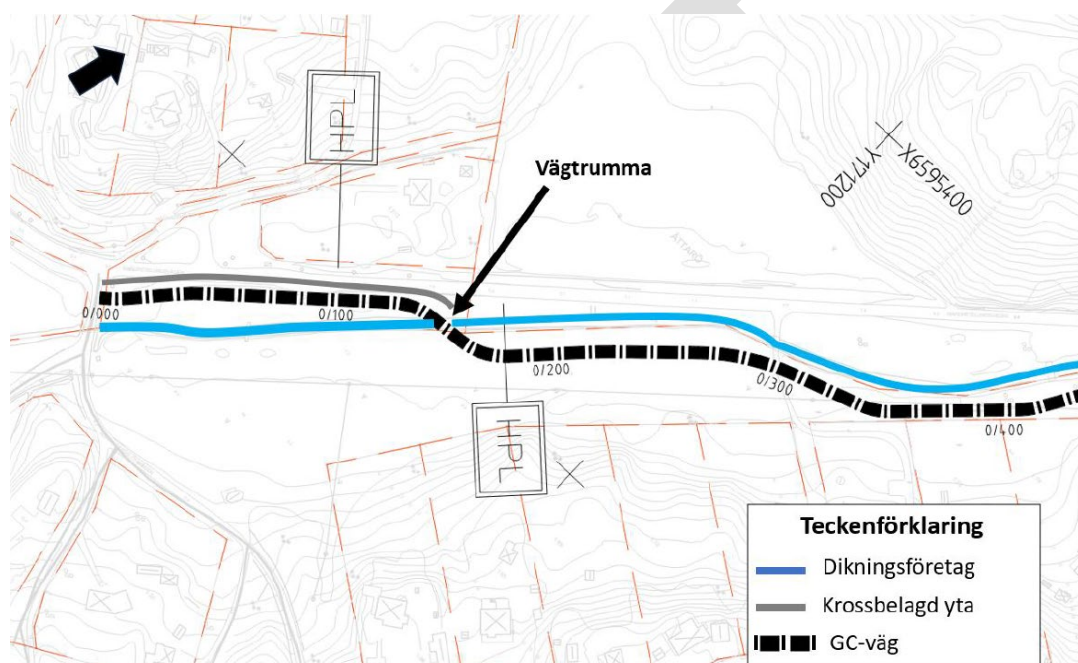 HPL
Vägtrumma
Y171200
X6595400
0/000
0/100
0/200
0/300
0/400
HPL
Teckenförklaring
Dikningsföretag
Krossbelagd yta
GC-väg